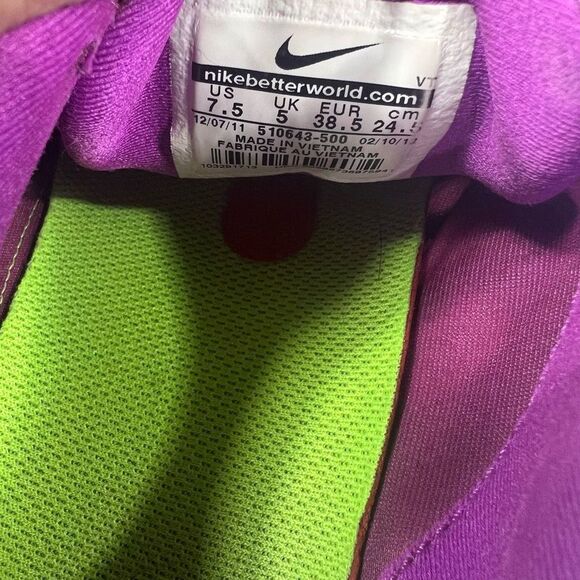 nikebetterworld.com
VT
US UK EUR cm
7.5 5 38.5 24.5
12/07/11 510643-500 02/10/12
MADE IN VIETNAM
FABRIQUE AU VIETNAM